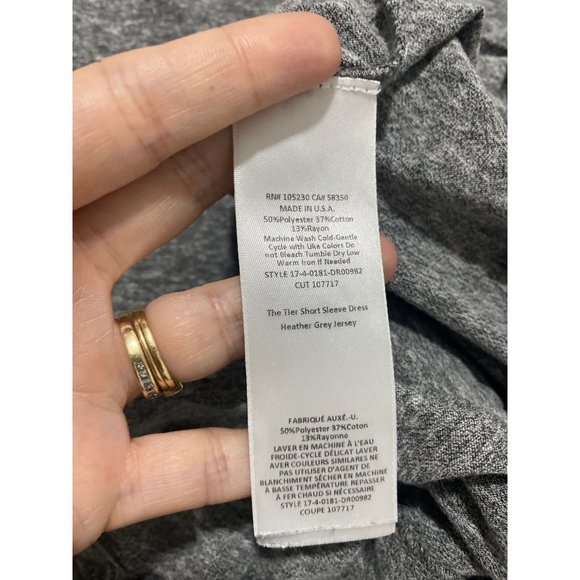 RN# 105230 CA# 58350
MADE IN U.S.A.
50%Polyester 37%Cotton
13%Rayon
Machine Wash Cold-Gentle
Cycle with Like Colors Do
not Bleach Tumble Dry Low
Warm Iron If Needed
STYLE 17-4-0181-DR00982
CUT 107717
The Tier Short Sleeve Dress
Heather Grey Jersey
FABRIQUÉ AUXÉ.-U.
50%Polyester 37%Coton
13%Rayonne
LAVER EN MACHINE À L'EAU
FROIDE-CYCLE DÉLICAT LAVER
AVEC COULEURS SIMILAIRES NE
PAS UTILISER D'AGENT DE
BLANCHIMENT SÉCHER EN MACHINE
À BASSE TEMPÉRATURE REPASSER
À FER CHAUD SI NÉCESSAIRE
STYLE 17-4-0181-DR00982
COUPE 107717